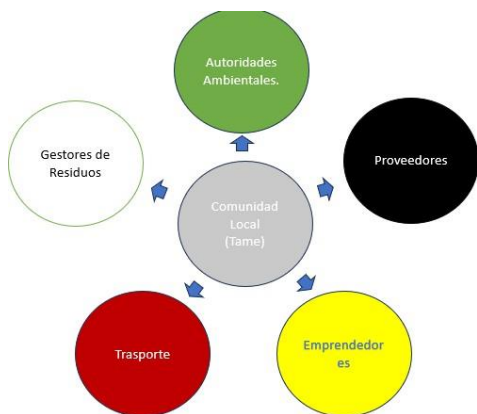 Autoridades
Ambientales.
Gestores de
Residuos
Proveedores
Comunidad
Local
(Tame)
Trasporte
Emprendedor
es